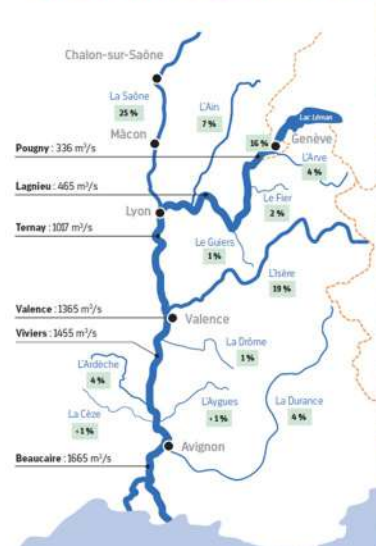 Chalon-sur-Saône
La Saône
25 %
L'Ain
7 %
Lac Léman
Mâcon
16 %
Genève
Pougny : 336 m³/s
L'Arve
4 %
Lagnieu : 465 m³/s
Le Fier
2 %
Lyon
Ternay : 1017 m³/s
Le Guiers
1 %
L'Isère
19 %
Valence : 1365 m³/s
Valence
Viviers : 1455 m³/s
La Drôme
1 %
L'Ardèche
4 %
La Cèze
<1 %
L'Aygues
<1 %
La Durance
4 %
Avignon
Beaucaire : 1665 m³/s